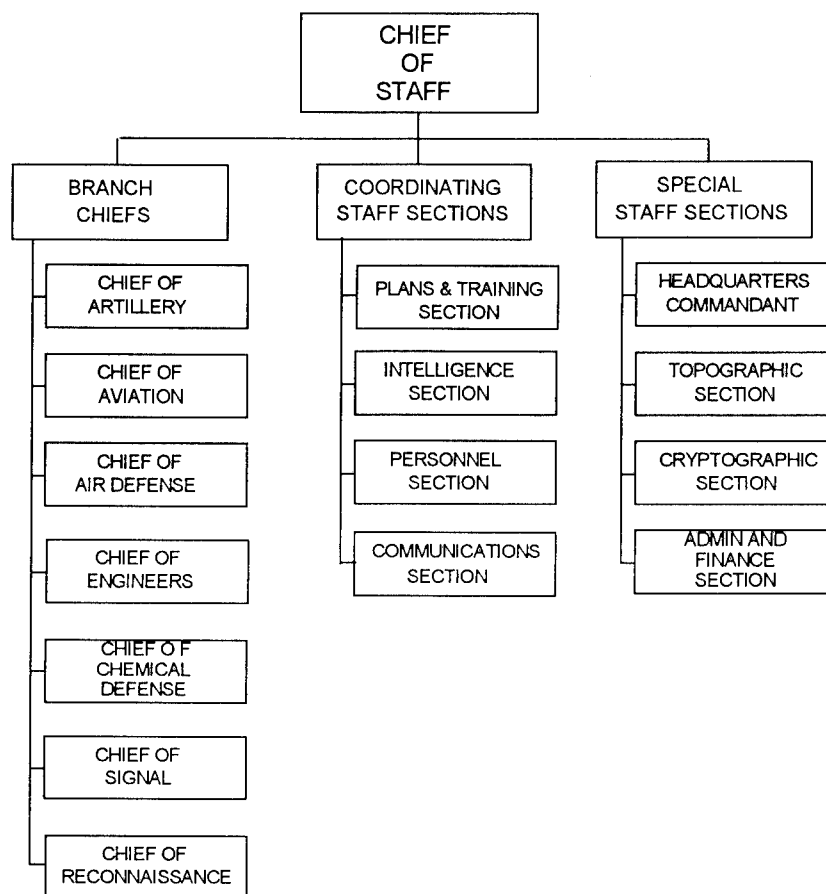 CHIEF
OF
STAFF
BRANCH
CHIEFS
CHIEF OF
ARTILLERY
CHIEF OF
AVIATION
CHIEF OF
AIR DEFENSE
CHIEF OF
ENGINEERS
CHIEF O F
CHEMICAL
DEFENSE
CHIEF OF
SIGNAL
CHIEF OF
RECONNAISSANCE
COORDINATING
STAFF SECTIONS
PLANS & TRAINING
SECTION
INTELLIGENCE
SECTION
PERSONNEL
SECTION
COMMUNICATIONS
SECTION
SPECIAL
STAFF SECTIONS
HEADQUARTERS
COMMANDANT
TOPOGRAPHIC
SECTION
CRYPTOGRAPHIC
SECTION
ADMIN AND
FINANCE
SECTION